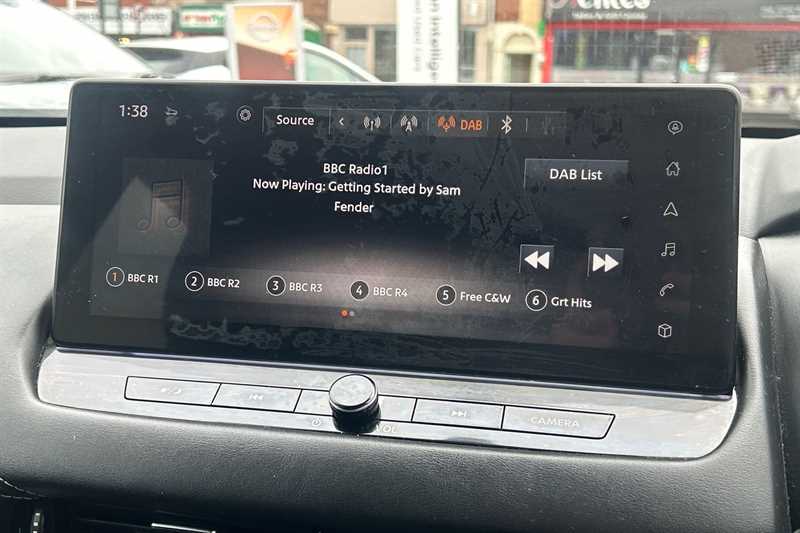 1:38
Source
DAB
BBC Radio1
Now Playing: Getting Started by Sam
Fender
DAB List
1 BBC R1
2 BBC R2
3 BBC R3
4 BBC R4
5 Free C&W
6 Grt Hits
VOL
CAMERA